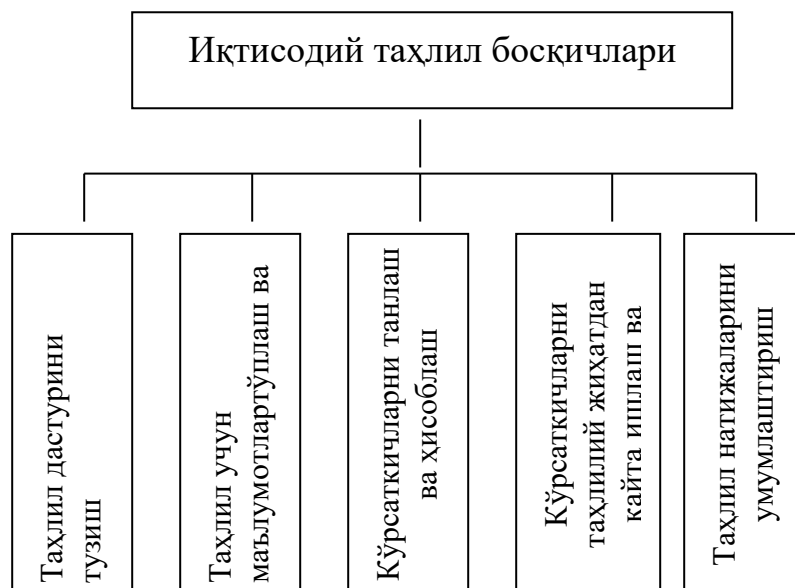 Иқтисодий таҳлил босқичлари
Таҳлил дастурини
тузиш
Таҳлил учун
маълумотлартўплаш ва
Кўрсаткичларни танлаш
ва ҳисоблаш
Кўрсаткичларни
таҳлилий жиҳатдан
кайта ишлаш ва
Таҳлил натижаларини
умумлаштириш